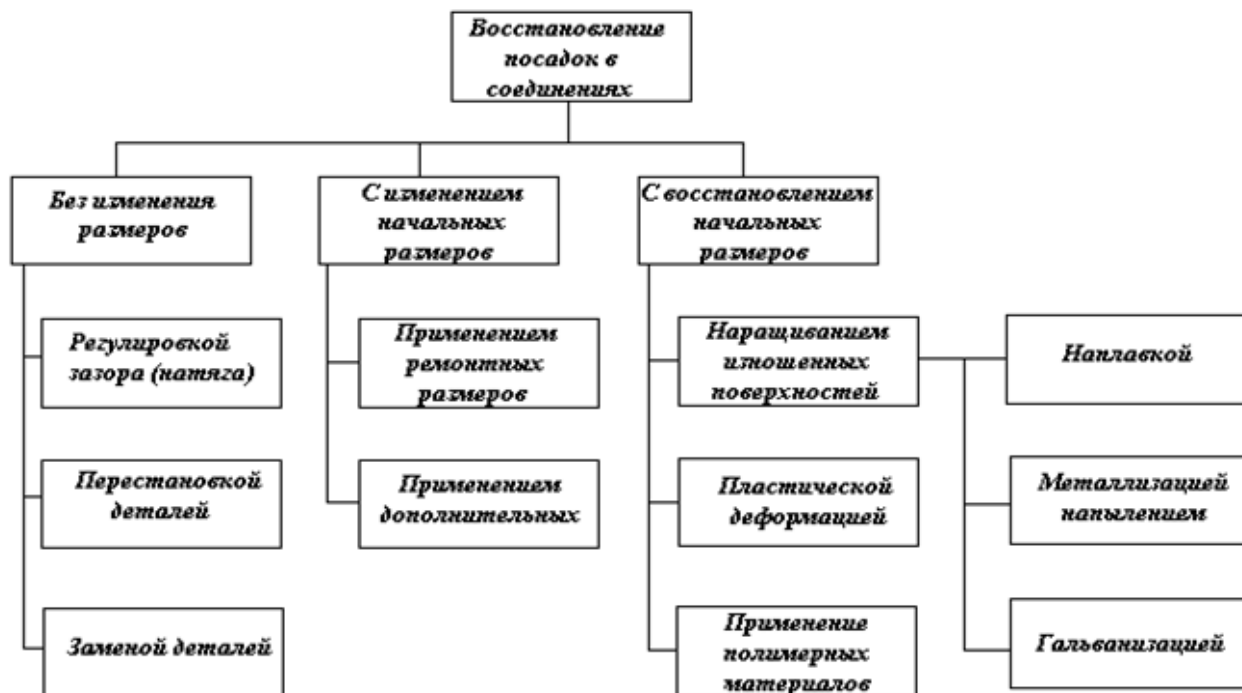 Восстановление
посадок в
соединениях
Без изменения
размеров
С изменением
начальных
размеров
С восстановлением
начальных
размеров
Регулировкой
зазора (натяга)
Применением
ремонтных
размеров
Наращиванием
изношенных
поверхностей
Наплавкой
Перестановкой
деталей
Применением
дополнительных
Пластической
деформацией
Металлизацией
напылением
Заменой деталей
Применение
полимерных
материалов
Гальванизацией